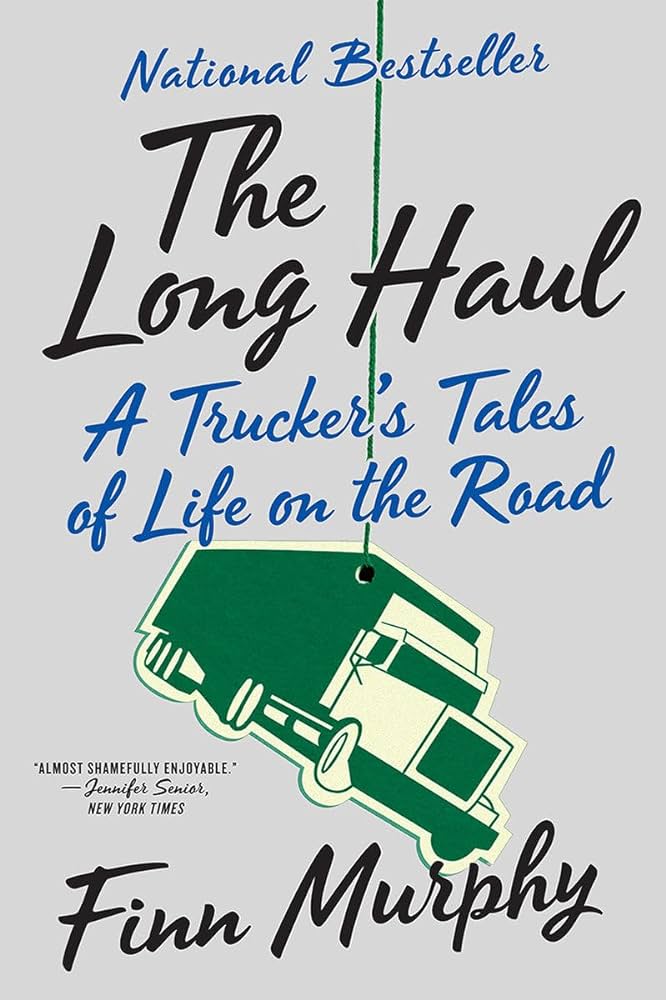 National Bestseller
The
Long Haul
A Trucker's Tales
of Life on the Road
"ALMOST SHAMEFULLY ENJOYABLE."
—Jennifer Senior,
NEW YORK TIMES
Finn Murphy